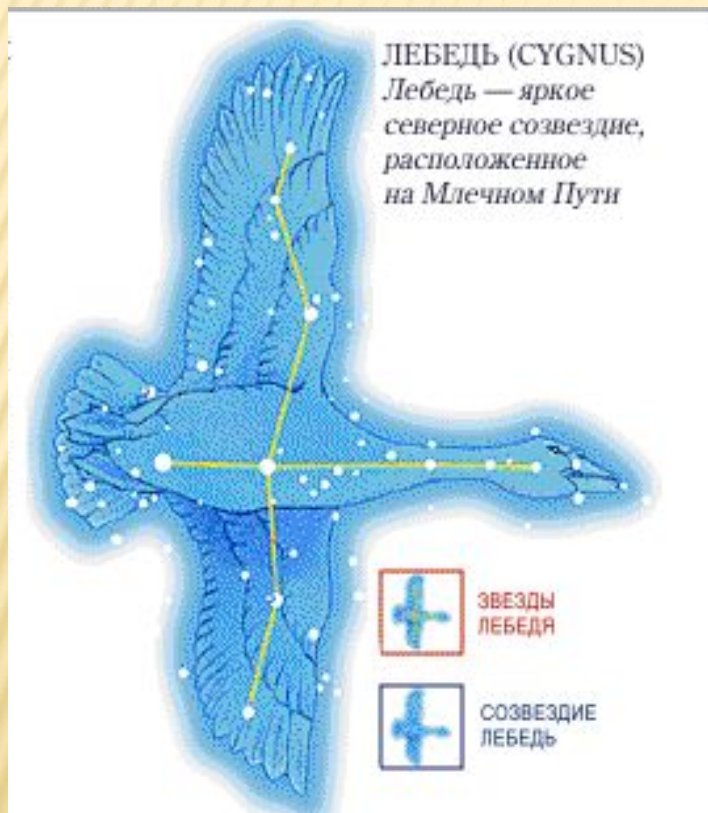 ЛЕБЕДЬ (CYGNUS)
Лебедь — яркое
северное созвездие,
расположенное
на Млечном Пути
ЗВЕЗДЫ
ЛЕБЕДЯ
СОЗВЕЗДИЕ
ЛЕБЕДЬ